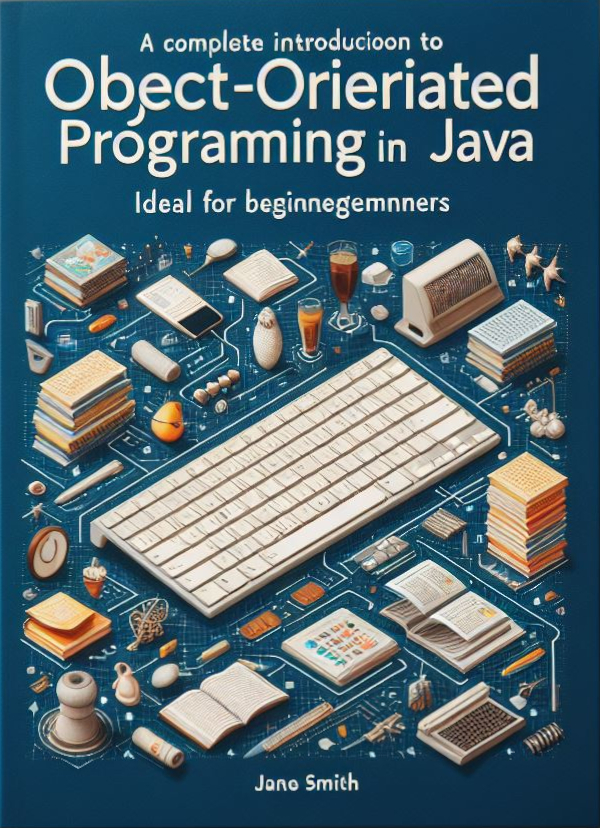 A complete introducioon to
Obect-Orieriated
Programing in Java
Ideal for beginnegemnners
Jano Smith